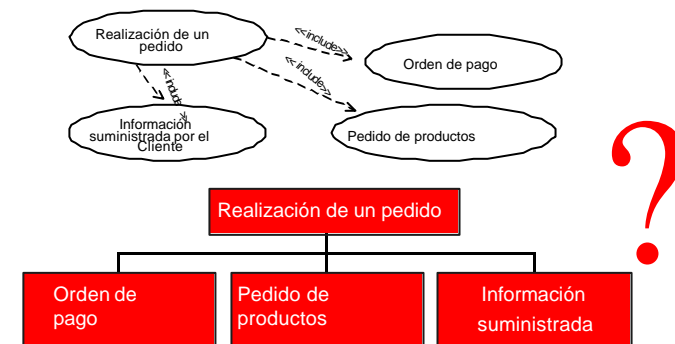 Realización de un
pedido
<<include>>
Orden de pago
<<include>>
<<include>>
Información
suministrada por el
Cliente
Pedido de productos
?
Realización de un pedido
Orden de
pago
Pedido de
productos
Información
suministrada